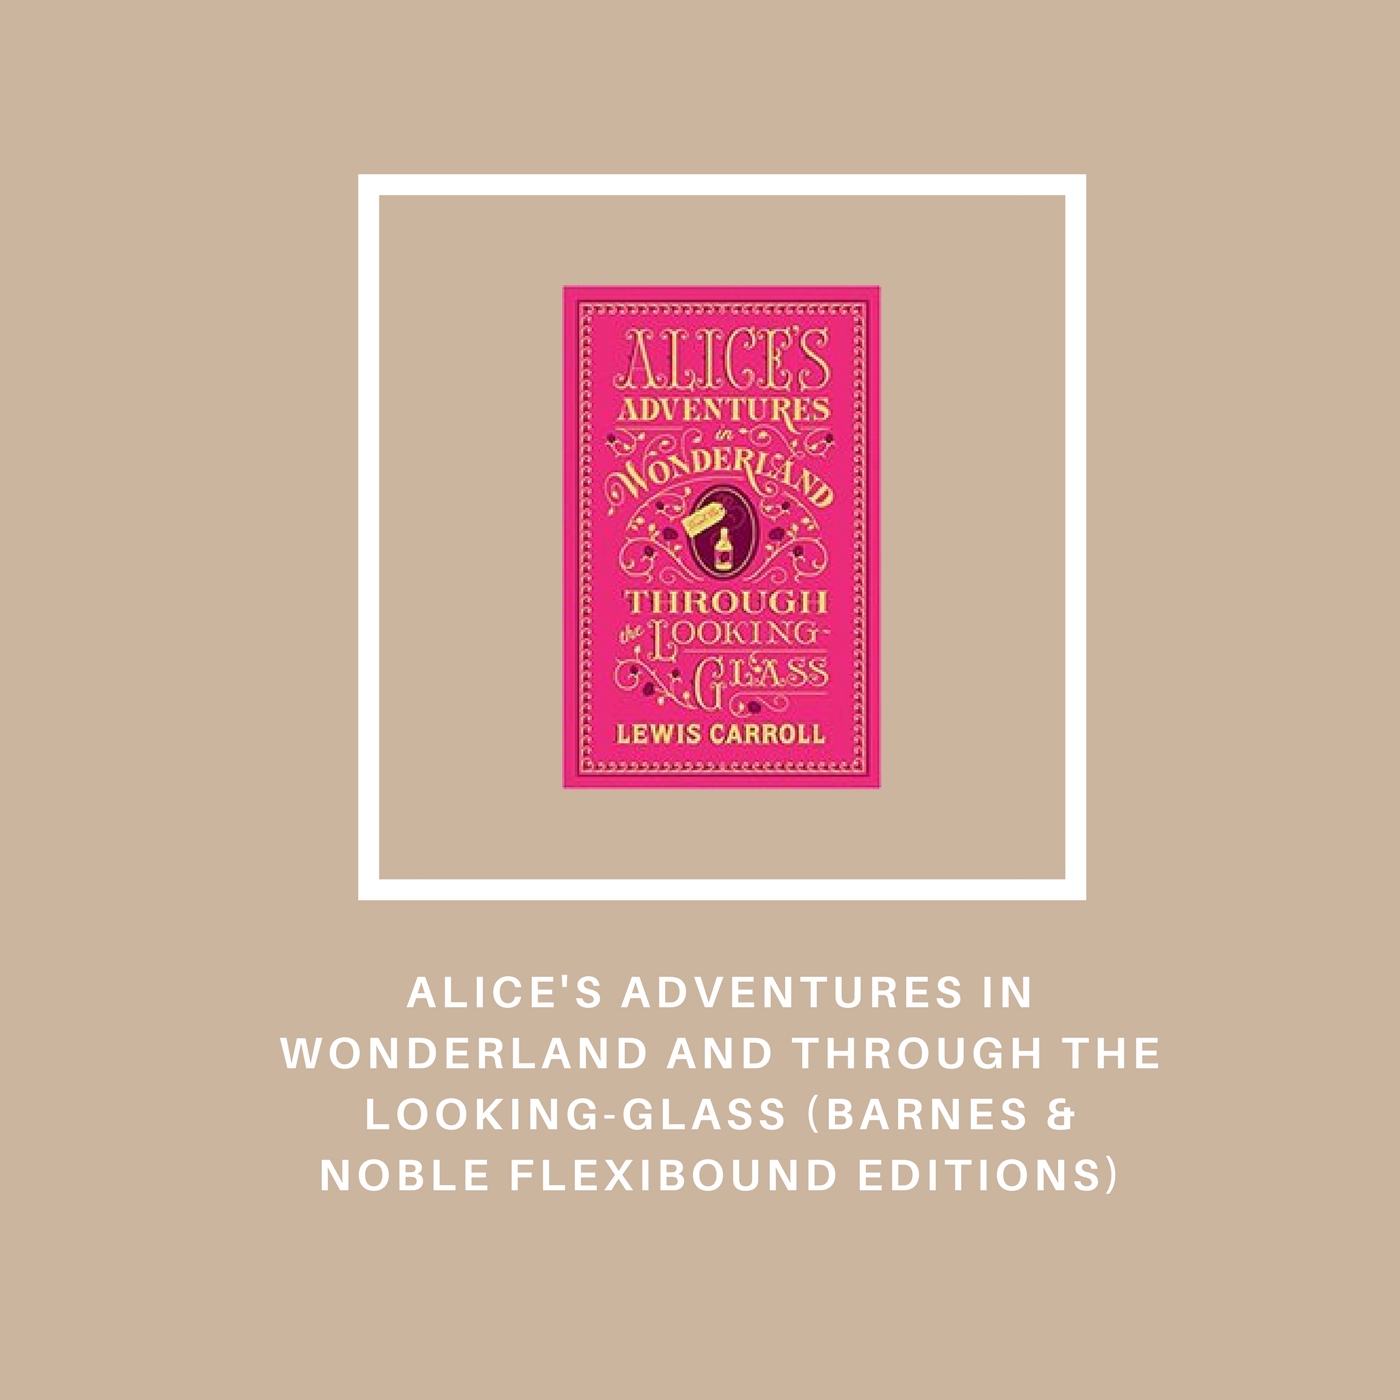 ALICE'S
ADVENTURES
in
WONDERLAND
THROUGH
the LOOKING-
GLASS
LEWIS CARROLL
ALICE'S ADVENTURES IN
WONDERLAND AND THROUGH THE
LOOKING-GLASS (BARNES &
NOBLE FLEXIBOUND EDITIONS)